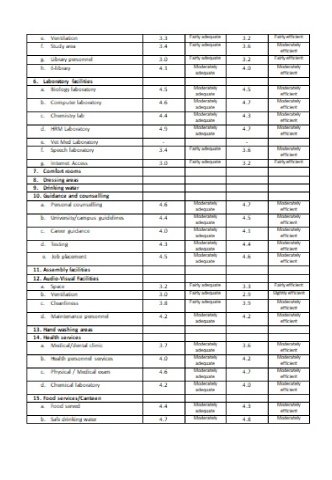 e. Ventilation 3.3 Fairly adequate 3.2 Fairly efficient
f. Study area 3.4 Fairly adequate 3.6 Moderately efficient
g. Library personnel 3.0 Fairly adequate 3.2 Fairly efficient
h. E-library 4.1 Moderately adequate 4.0 Moderately efficient
6. Laboratory facilities
a. Biology laboratory 4.5 Moderately adequate 4.5 Moderately efficient
b. Computer laboratory 4.6 Moderately adequate 4.7 Moderately efficient
c. Chemistry lab 4.4 Moderately adequate 4.3 Moderately efficient
d. HRM Laboratory 4.9 Moderately adequate 4.7 Moderately efficient
e. Vet Med Laboratory - -
f. Speech laboratory 3.4 Fairly adequate 3.6 Moderately efficient
g. Internet Access 3.0 Fairly adequate 3.2 Fairly efficient
7. Comfort rooms
8. Dressing areas
9. Drinking water
10. Guidance and counselling
a. Personal counselling 4.6 Moderately adequate 4.7 Moderately efficient
b. University/campus guidelines 4.4 Moderately adequate 4.5 Moderately efficient
c. Career guidance 4.0 Moderately adequate 4.1 Moderately efficient
d. Testing 4.3 Moderately adequate 4.4 Moderately efficient
e. Job placement 4.5 Moderately adequate 4.6 Moderately efficient
11. Assembly facilities
12. Audio-Visual Facilities
a. Space 3.2 Fairly adequate 3.3 Fairly efficient
b. Ventilation 3.0 Fairly adequate 2.5 Slightly efficient
c. Cleanliness 3.8 Fairly adequate 3.5 Moderately efficient
d. Maintenance personnel 4.2 Moderately adequate 4.2 Moderately efficient
13. Hand washing areas
14. Health services
a. Medical/dental clinic 3.7 Moderately adequate 3.6 Moderately efficient
b. Health personnel services 4.0 Moderately adequate 4.2 Moderately efficient
c. Physical / Medical exam 4.6 Moderately adequate 4.7 Moderately efficient
d. Chemical laboratory 4.2 Moderately adequate 4.0 Moderately efficient
15. Food services/Canteen
a. Food served 4.4 Moderately adequate 4.3 Moderately efficient
b. Safe drinking water 4.7 Moderately 4.8 Moderately